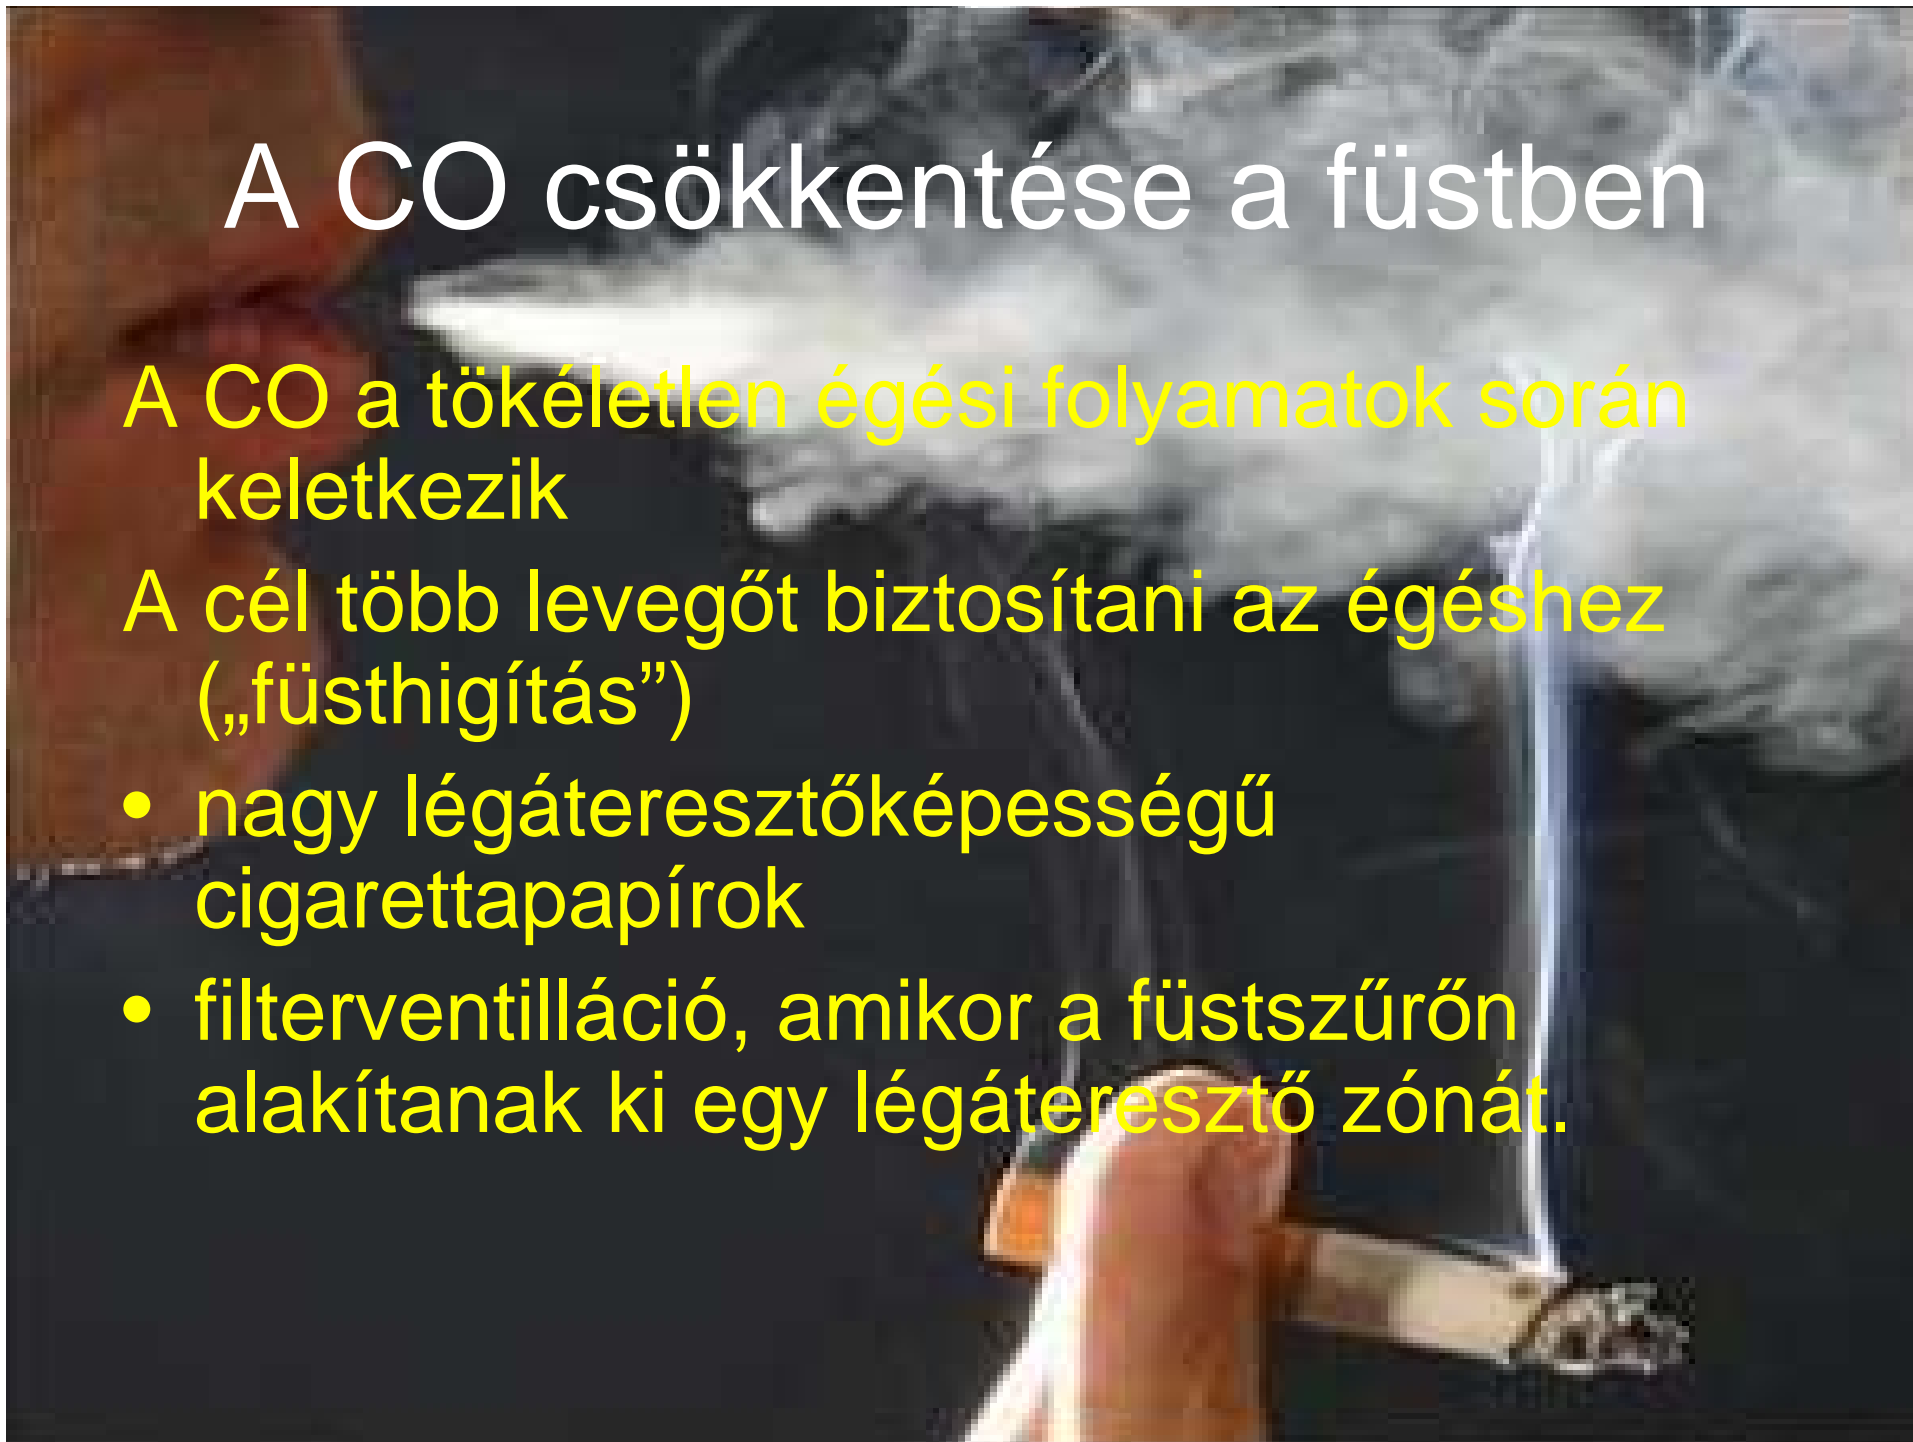 A CO csökkentése a füstben
A CO a tökéletlen égési folyamatok során
keletkezik
A cél több levegőt biztosítani az égéshez
(„füsthigítás”)
• nagy légáteresztőképességű
cigarettapapírok
• filterventilláció, amikor a füstszűrőn
alakítanak ki egy légáteresztő zónát.